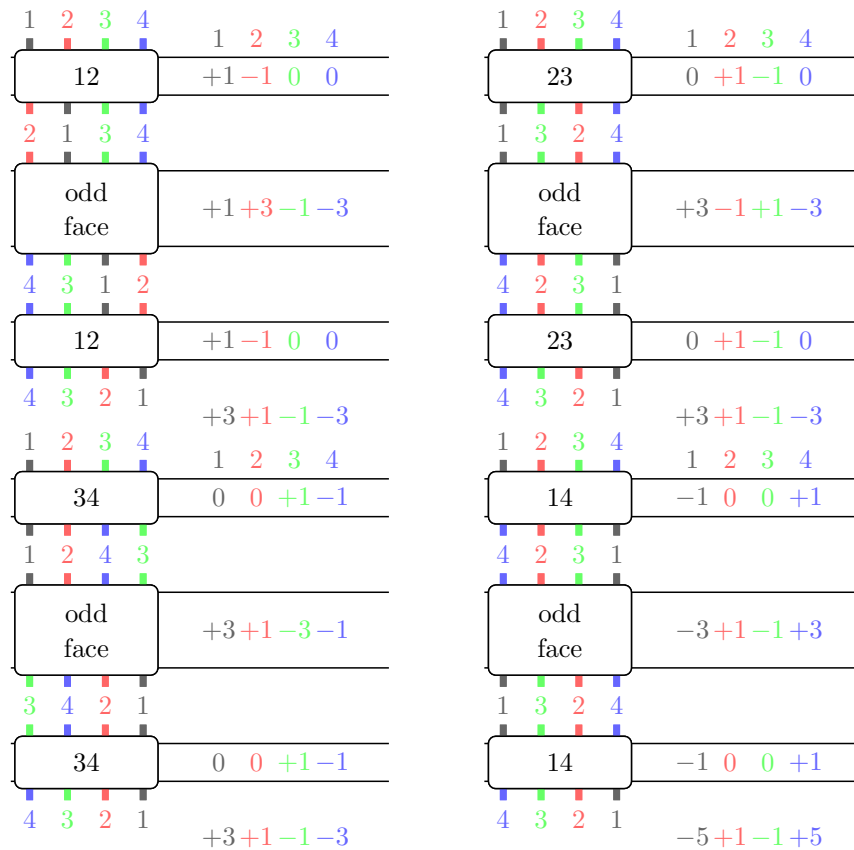 1 2 3 4
1 2 3 4
12 +1 −1 0 0
2 1 3 4
odd
face
+1 +3 −1 −3
4 3 1 2
12 +1 −1 0 0
4 3 2 1
+3 +1 −1 −3
1 2 3 4
1 2 3 4
23 0 +1 −1 0
1 3 2 4
odd
face
+3 −1 +1 −3
4 2 3 1
23 0 +1 −1 0
4 3 2 1
+3 +1 −1 −3
1 2 3 4
1 2 3 4
34 0 0 +1 −1
1 2 4 3
odd
face
+3 +1 −3 −1
3 4 2 1
34 0 0 +1 −1
4 3 2 1
+3 +1 −1 −3
1 2 3 4
1 2 3 4
14 −1 0 0 +1
4 2 3 1
odd
face
−3 +1 −1 +3
1 3 2 4
14 −1 0 0 +1
4 3 2 1
−5 +1 −1 +5